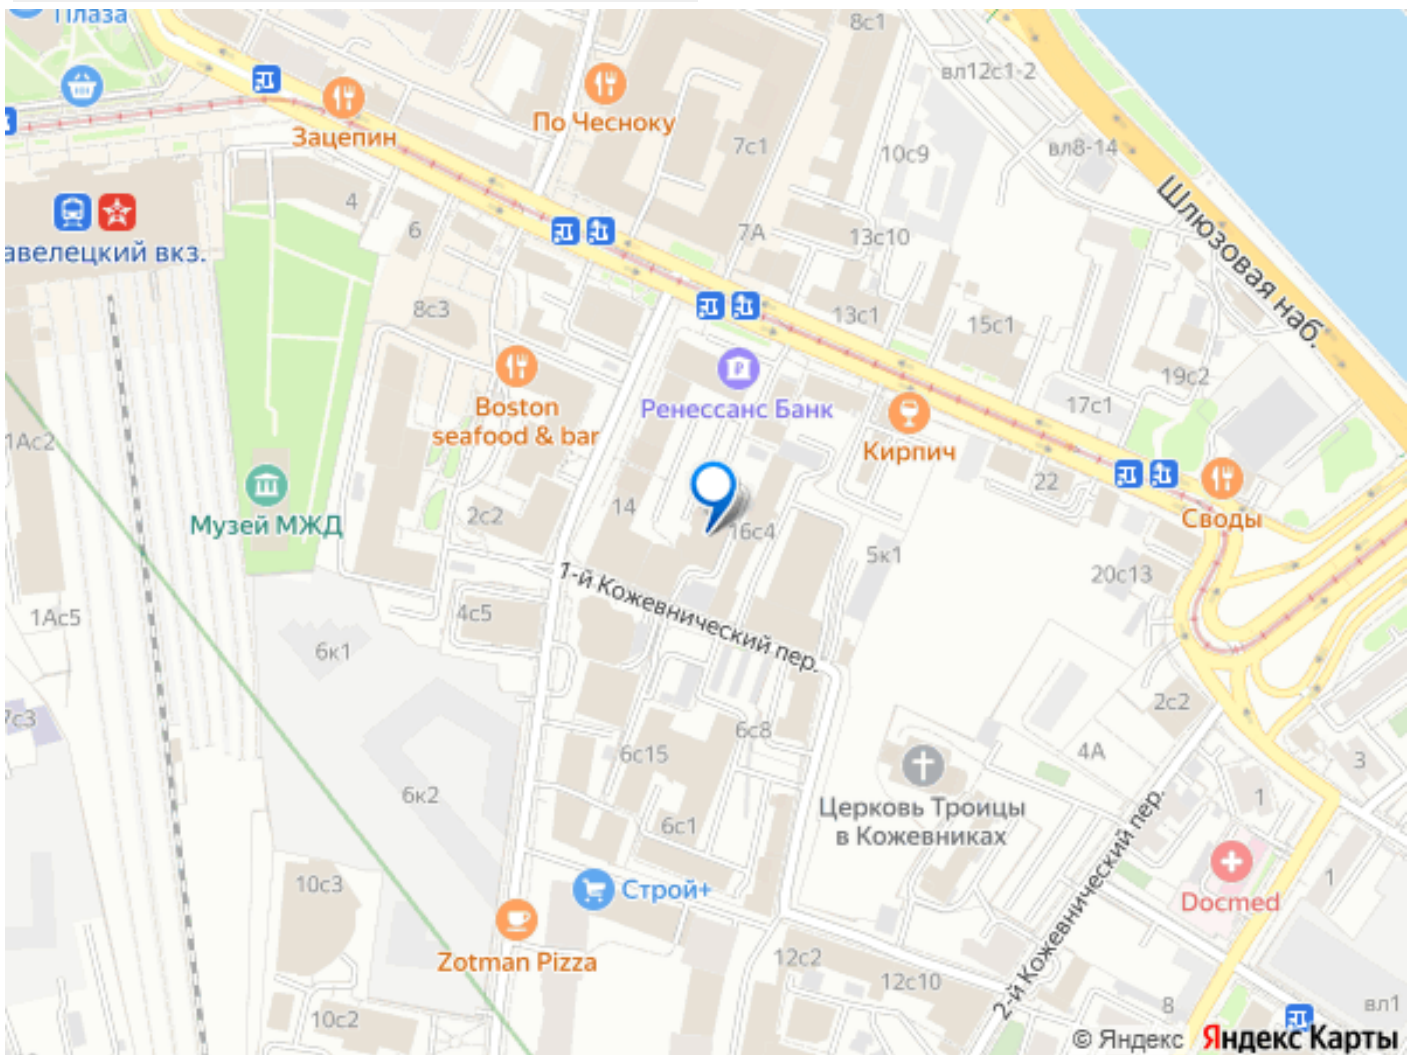 Плаза
8с1
вл12с1-2
Зацепин
По Чесноку
7с1
10с9
вл8-14
Шлюзовая наб.
4
6
7А
13с10
авелецкий вкз.
8с3
13с1
15с1
19с2
Boston
seafood & bar
Ренессанс Банк
17с1
Кирпич
1Ас2
22
Своды
Музей МЖД
2с2
14
16с4
5к1
20с13
1-й Кожевнический пер.
4с5
1Ас5
6к1
7с3
2с2
6с8
6с15
4А
3
6к2
Церковь Троицы
в Кожевниках
1
6с1
2-й Кожевнический пер.
10с3
Строй+
Docmed
1
Zotman Pizza
12с2
12с10
8
вл1
10с2
© Яндекс Яндекс Карты